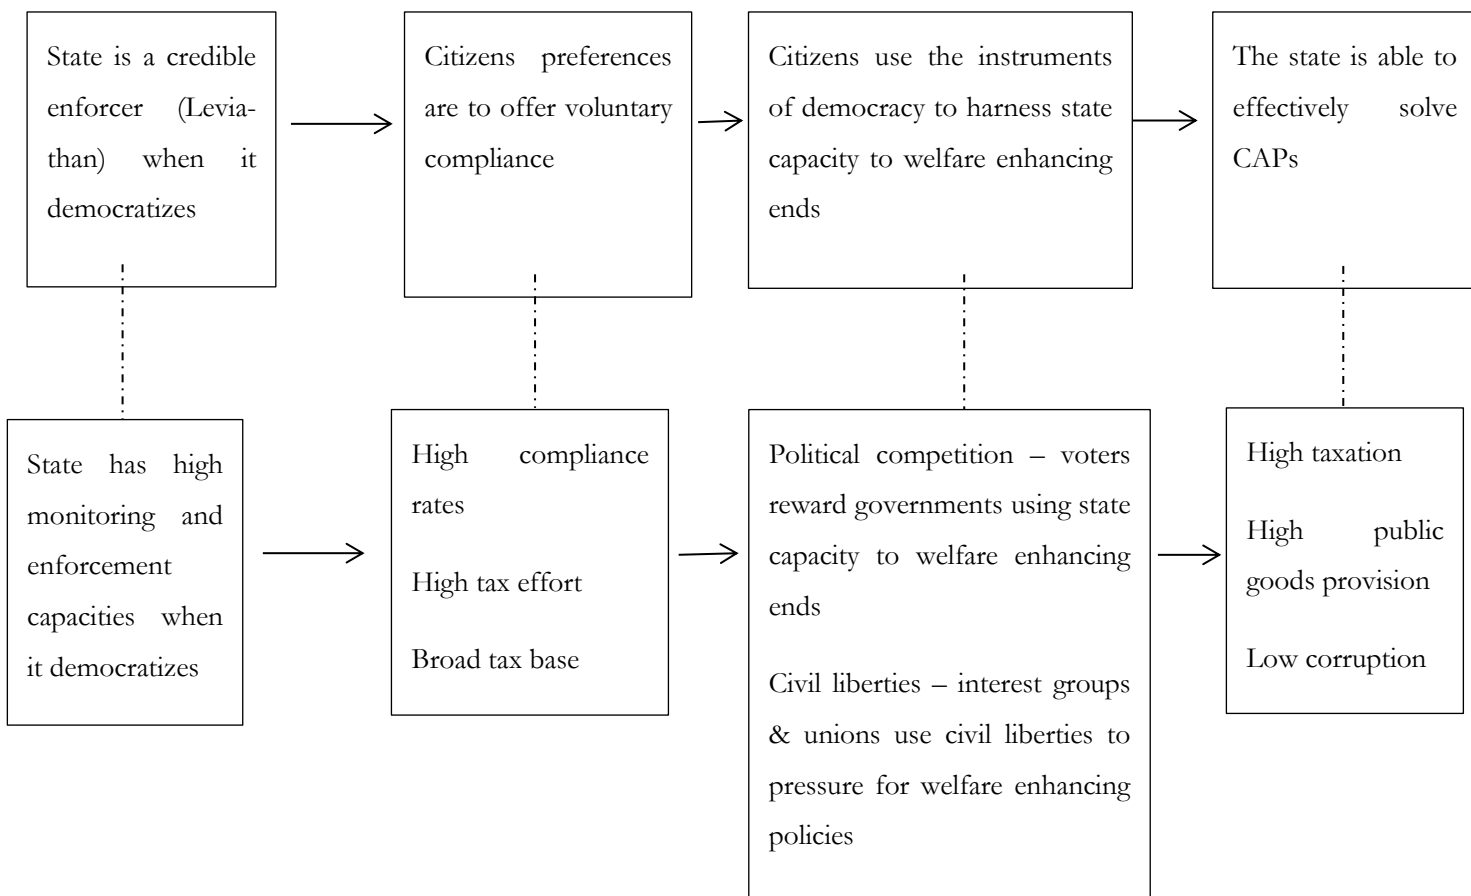 State is a credible
enforcer (Levia-
than) when it
democratizes
Citizens preferences
are to offer voluntary
compliance
Citizens use the instruments
of democracy to harness state
capacity to welfare enhancing
ends
The state is able to
effectively solve
CAPs
State has high
monitoring and
enforcement
capacities when
it democratizes
High compliance
rates
High tax effort
Broad tax base
Political competition – voters
reward governments using state
capacity to welfare enhancing
ends
Civil liberties – interest groups
& unions use civil liberties to
pressure for welfare enhancing
policies
High taxation
High public
goods provision
Low corruption